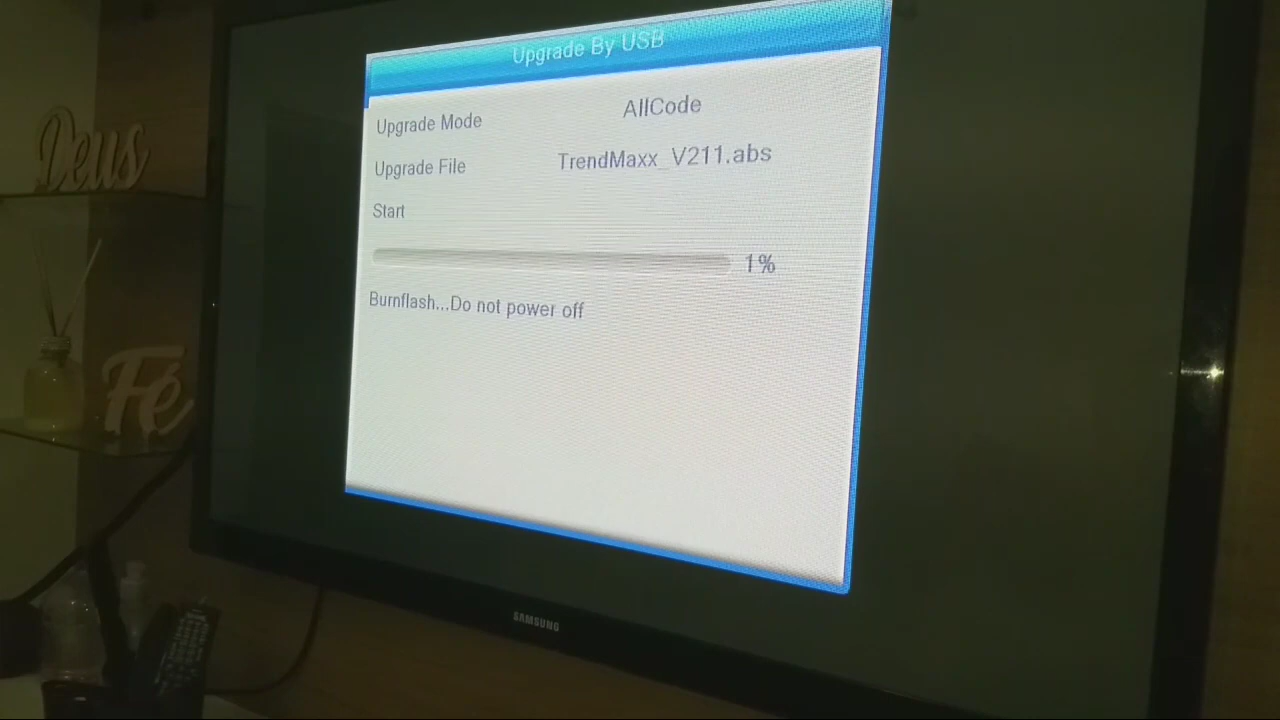 Deus
Fé
Upgrade By USB
Upgrade Mode AllCode
Upgrade File TrendMaxx_V211.abs
Start
1%
Burnflash...Do not power off
SAMSUNG